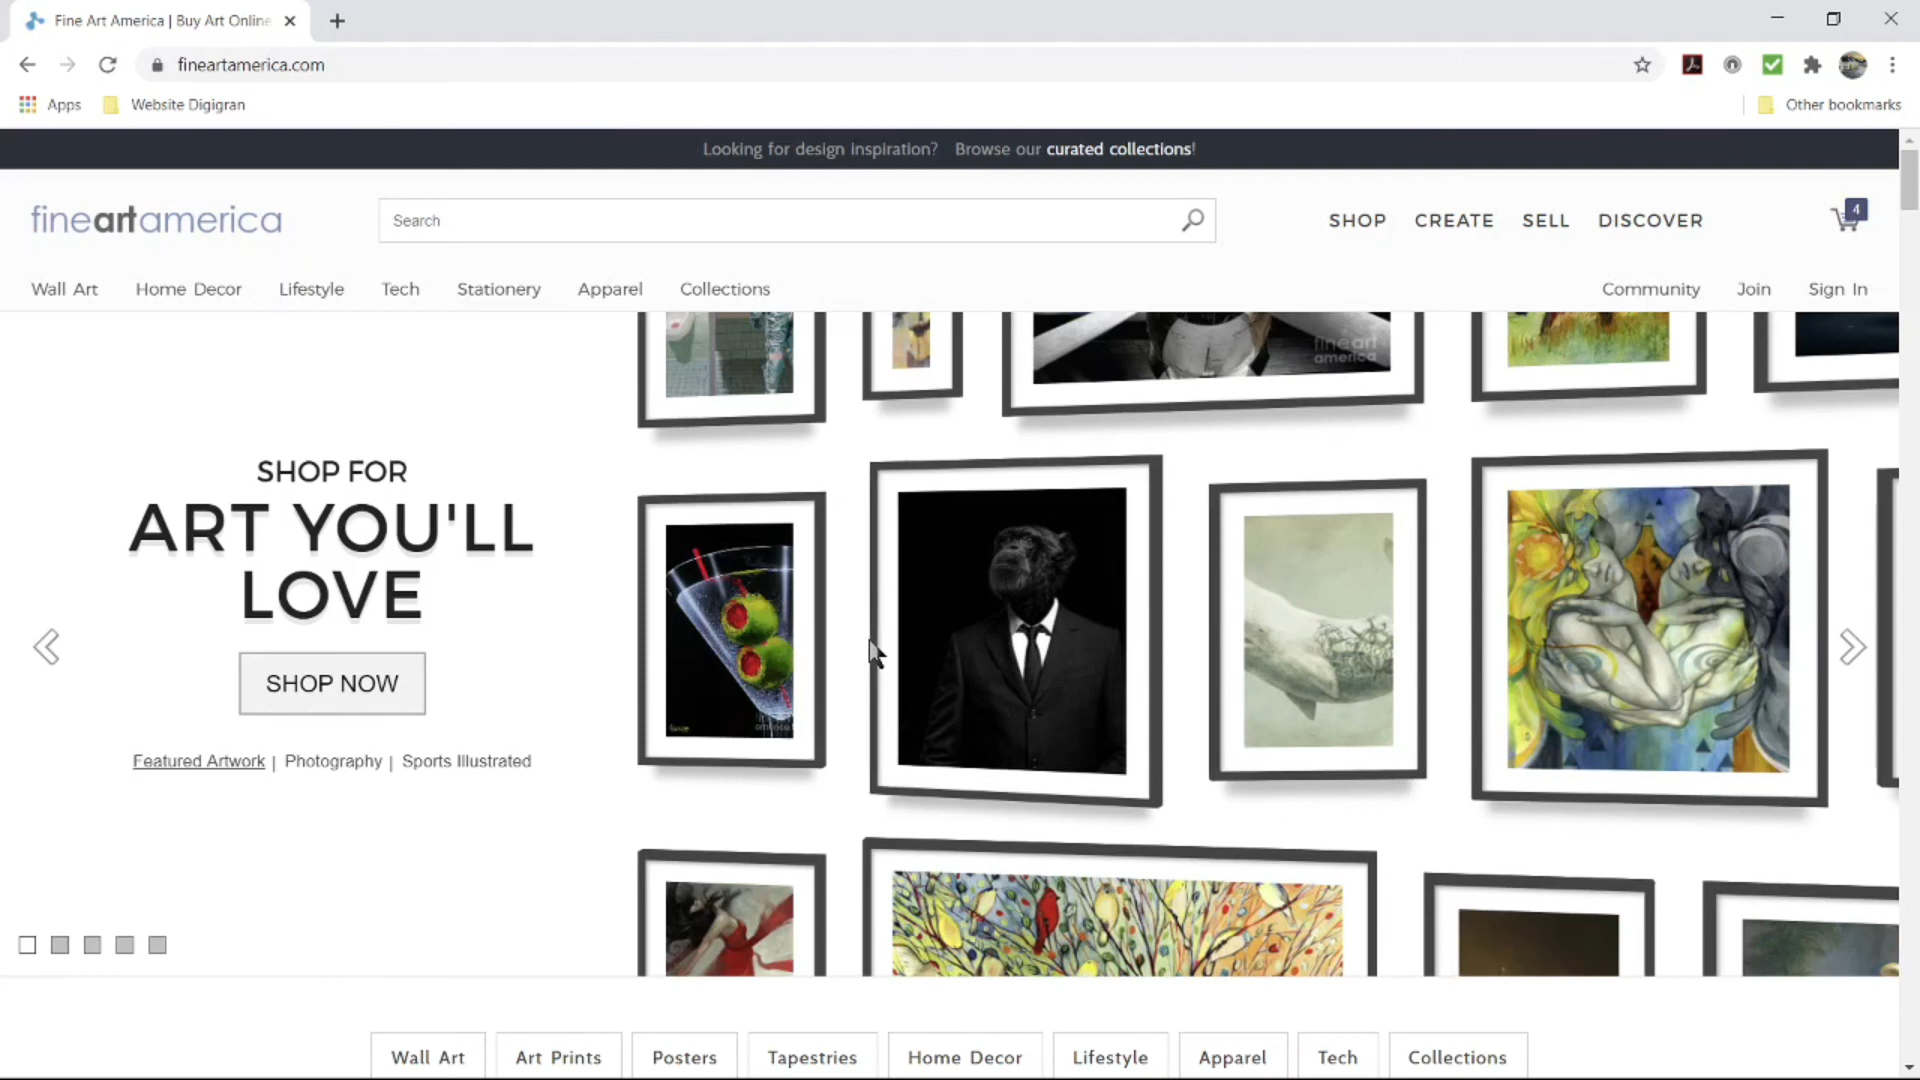 Fine Art America | Buy Art Online
fineartamerica.com
Apps Website Digigran Other bookmarks
Looking for design inspiration? Browse our curated collections!
fineartamerica Search SHOP CREATE SELL DISCOVER 4
Wall Art Home Decor Lifestyle Tech Stationery Apparel Collections Community Join Sign In
fineart
america
SHOP FOR
ART YOU'LL
LOVE
SHOP NOW
Featured Artwork | Photography | Sports Illustrated
Wall Art Art Prints Posters Tapestries Home Decor Lifestyle Apparel Tech Collections